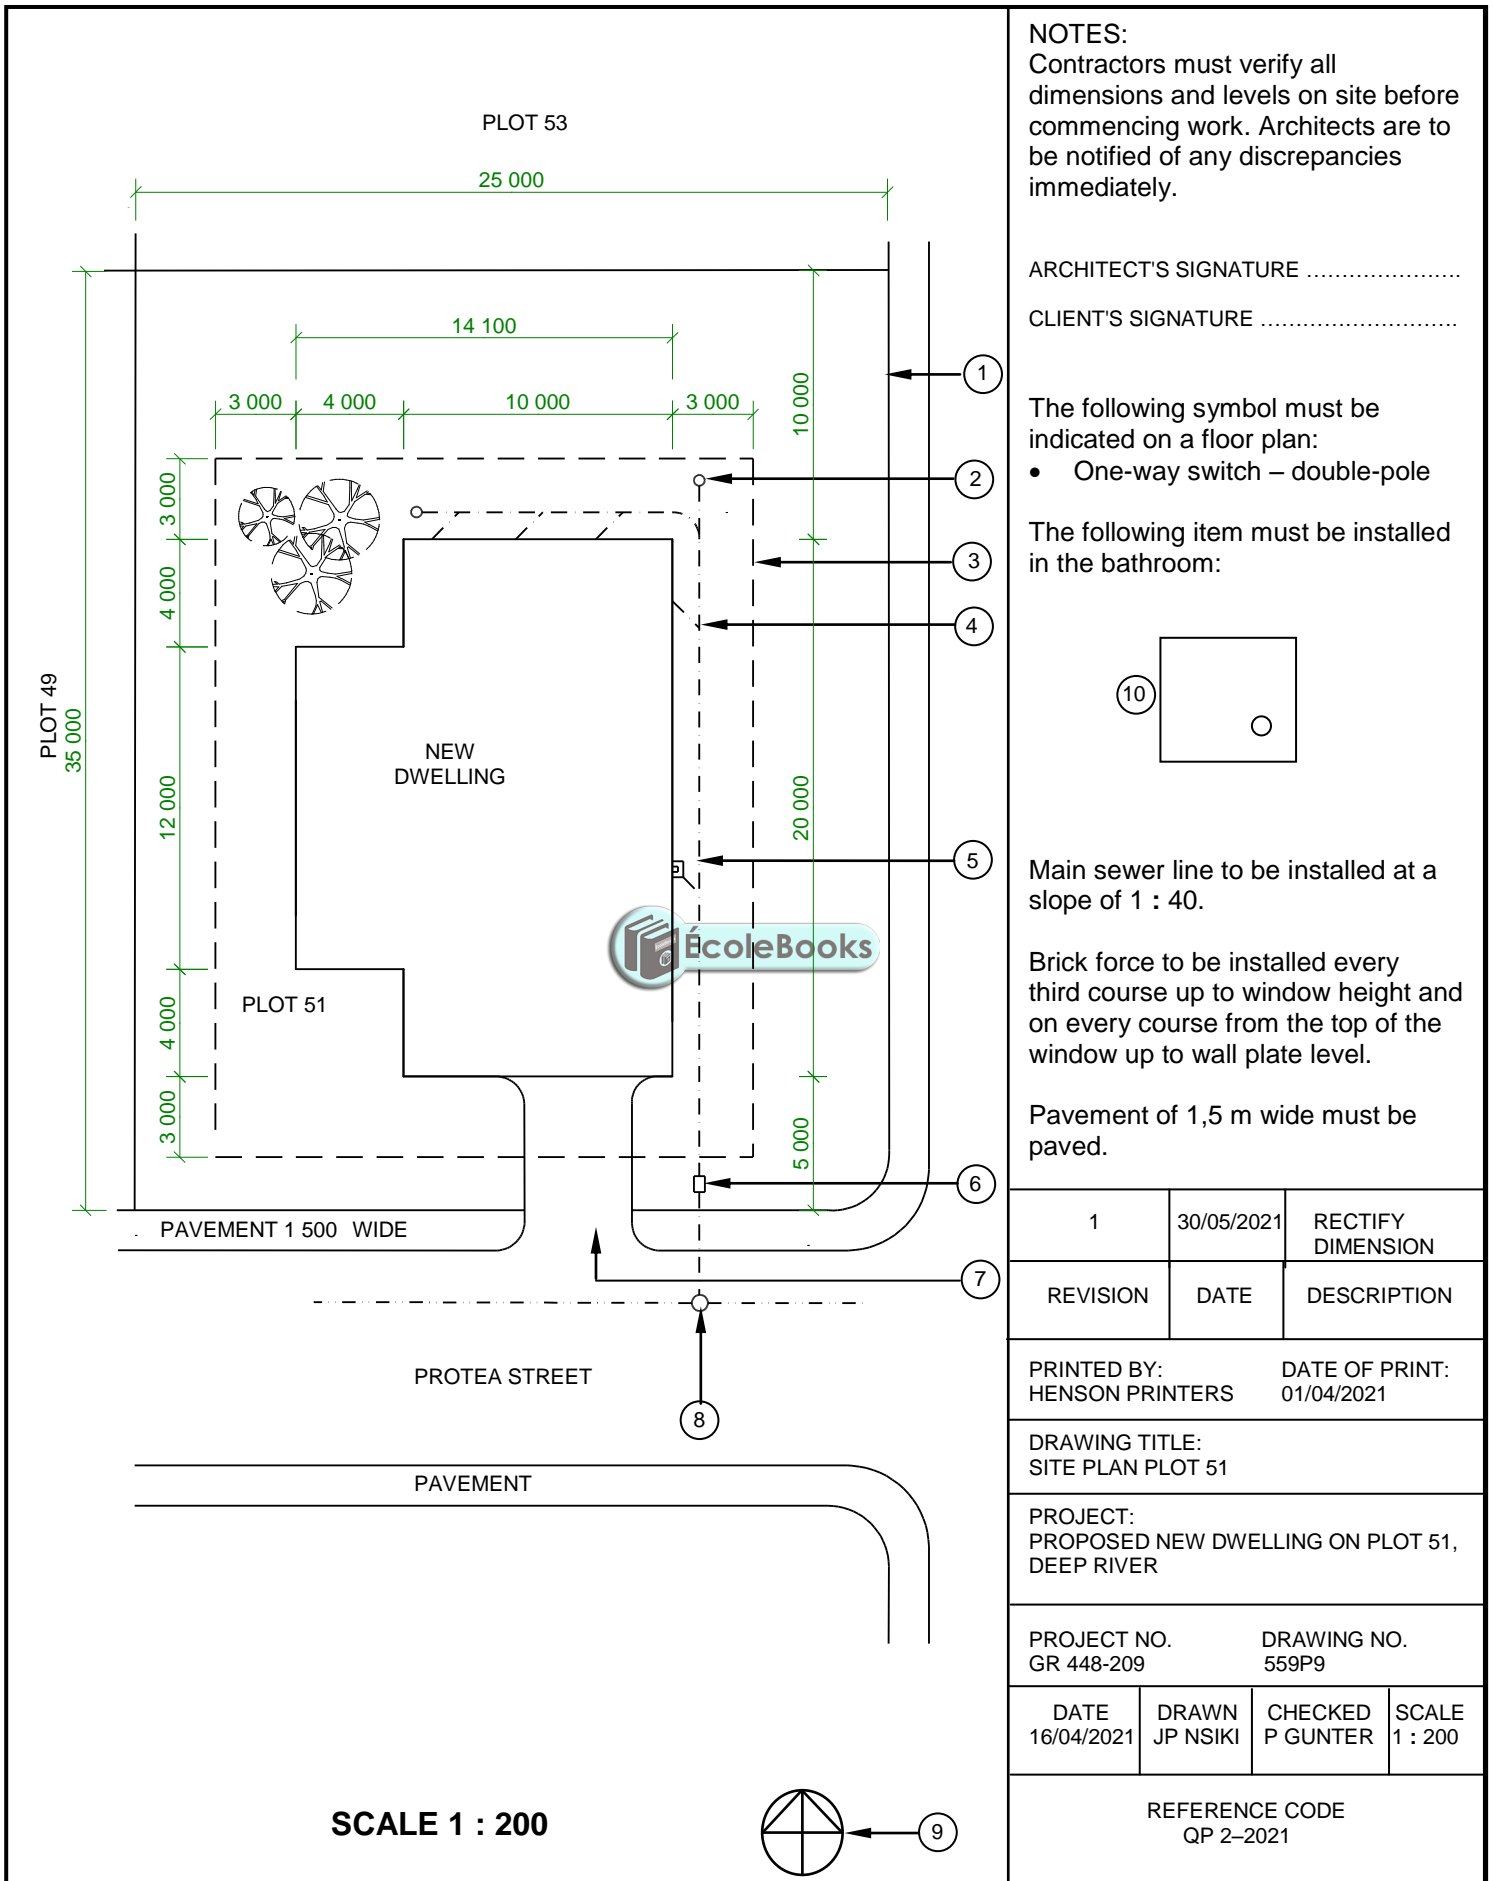 PLOT 53
25 000
14 100
3 000
4 000
10 000
3 000
10 000
3 000
4 000
12 000
4 000
3 000
PLOT 49
35 000
20 000
5 000
NEW
DWELLING
PLOT 51
ÉcoleBooks
PAVEMENT 1 500 WIDE
PROTEA STREET
PAVEMENT
1
2
3
4
5
6
7
8
9
SCALE 1 : 200
NOTES:
Contractors must verify all
dimensions and levels on site before
commencing work. Architects are to
be notified of any discrepancies
immediately.
ARCHITECT'S SIGNATURE ......................
CLIENT'S SIGNATURE ............................
The following symbol must be
indicated on a floor plan:
• One-way switch – double-pole
The following item must be installed
in the bathroom:
10
Main sewer line to be installed at a
slope of 1 : 40.
Brick force to be installed every
third course up to window height and
on every course from the top of the
window up to wall plate level.
Pavement of 1,5 m wide must be
paved.
1 30/05/2021 RECTIFY
DIMENSION
REVISION DATE DESCRIPTION
PRINTED BY: DATE OF PRINT:
HENSON PRINTERS 01/04/2021
DRAWING TITLE:
SITE PLAN PLOT 51
PROJECT:
PROPOSED NEW DWELLING ON PLOT 51,
DEEP RIVER
PROJECT NO. DRAWING NO.
GR 448-209 559P9
DATE DRAWN CHECKED SCALE
16/04/2021 JP NSIKI P GUNTER 1 : 200
REFERENCE CODE
QP 2–2021